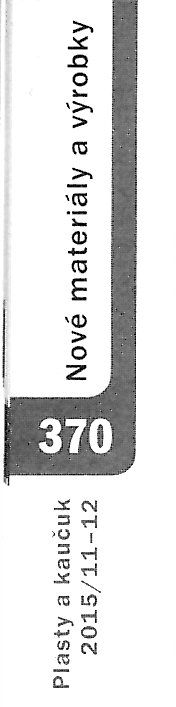 Nové materiály a výrobky
370
Plasty a kaučuk
2015/11–12